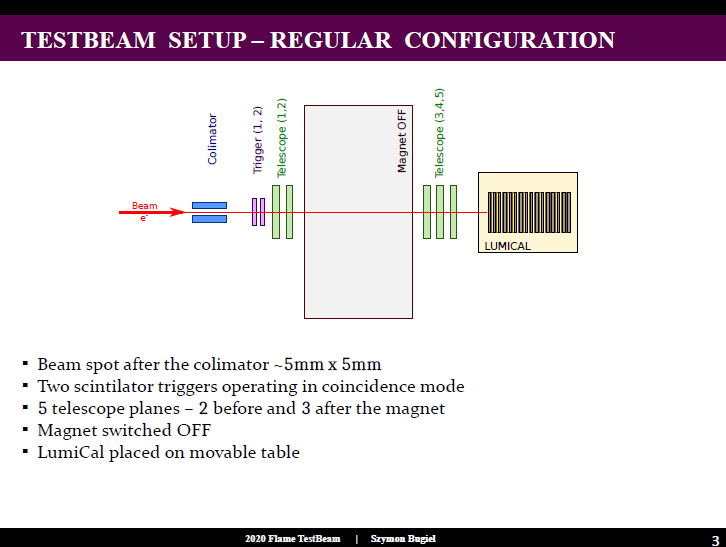 TESTBEAM SETUP – REGULAR CONFIGURATION
Colimator
Trigger (1, 2)
Telescope (1,2)
Magnet OFF
Telescope (3,4,5)
Beam
e-
LUMICAL
▪ Beam spot after the colimator ~5mm x 5mm
▪ Two scintilator triggers operating in coincidence mode
▪ 5 telescope planes – 2 before and 3 after the magnet
▪ Magnet switched OFF
▪ LumiCal placed on movable table
2020 Flame TestBeam | Szymon Bugiel
3